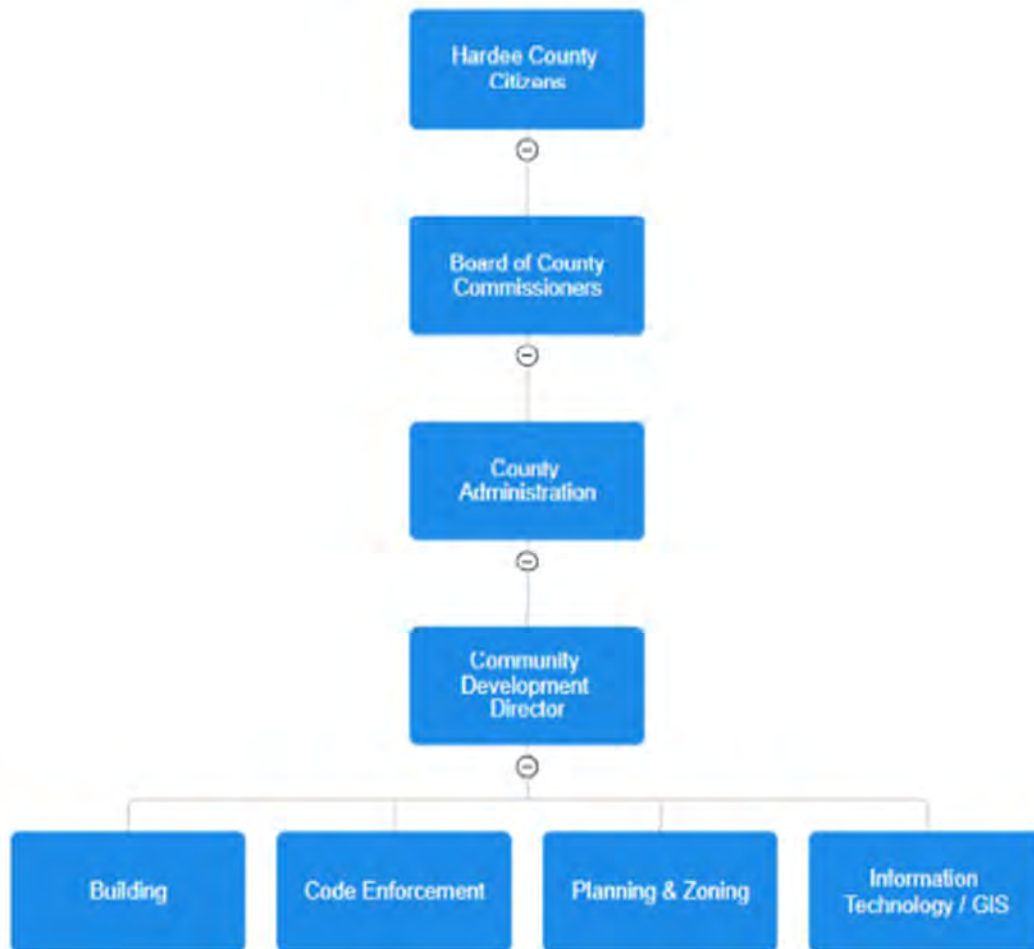 Hardee County
Citizens
Board of County
Commissioners
County
Administration
Community
Development
Director
Building
Code Enforcement
Planning & Zoning
Information
Technology / GIS